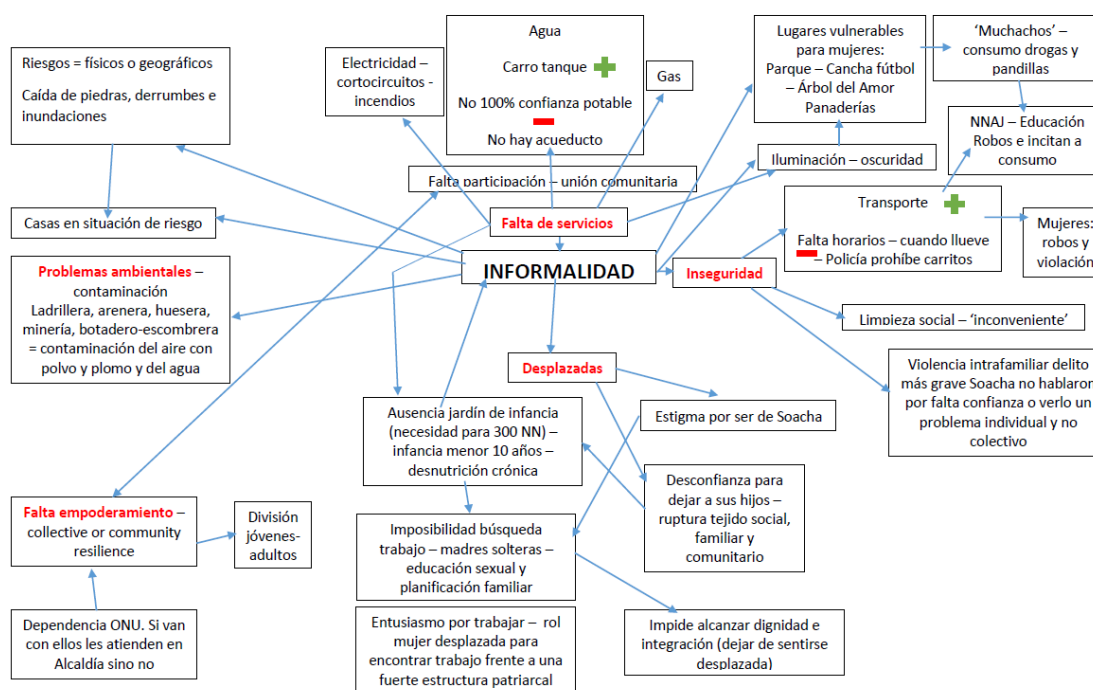 Riesgos = físicos o geográficos
Caída de piedras, derrumbes e
inundaciones
Electricidad –
cortocircuitos -
incendios
Agua
Carro tanque
No 100% confianza potable
No hay acueducto
Gas
Lugares vulnerables
para mujeres:
Parque – Cancha fútbol
– Árbol del Amor
Panaderías
‘Muchachos’ –
consumo drogas y
pandillas
NNAJ – Educación
Robos e incitan a
consumo
Iluminación – oscuridad
Falta participación – unión comunitaria
Casas en situación de riesgo
Falta de servicios
Transporte
Falta horarios – cuando llueve
– Policía prohíbe carritos
Mujeres:
robos y
violación
INFORMALIDAD
Inseguridad
Problemas ambientales –
contaminación
Ladrillera, arenera, huesera,
minería, botadero-escombrera
= contaminación del aire con
polvo y plomo y del agua
Limpieza social – ‘inconveniente’
Desplazadas
Violencia intrafamiliar delito
más grave Soacha no hablaron
por falta confianza o verlo un
problema individual y no
colectivo
Ausencia jardín de infancia
(necesidad para 300 NN) –
infancia menor 10 años –
desnutrición crónica
Estigma por ser de Soacha
Desconfianza para
dejar a sus hijos –
ruptura tejido social,
familiar y
comunitario
Falta empoderamiento –
collective or community
resilience
División
jóvenes-
adultos
Imposibilidad búsqueda
trabajo – madres solteras –
educación sexual y
planificación familiar
Dependencia ONU. Si van
con ellos les atienden en
Alcaldía sino no
Entusiasmo por trabajar – rol
mujer desplazada para
encontrar trabajo frente a una
fuerte estructura patriarcal
Impide alcanzar dignidad e
integración (dejar de sentirse
desplazada)